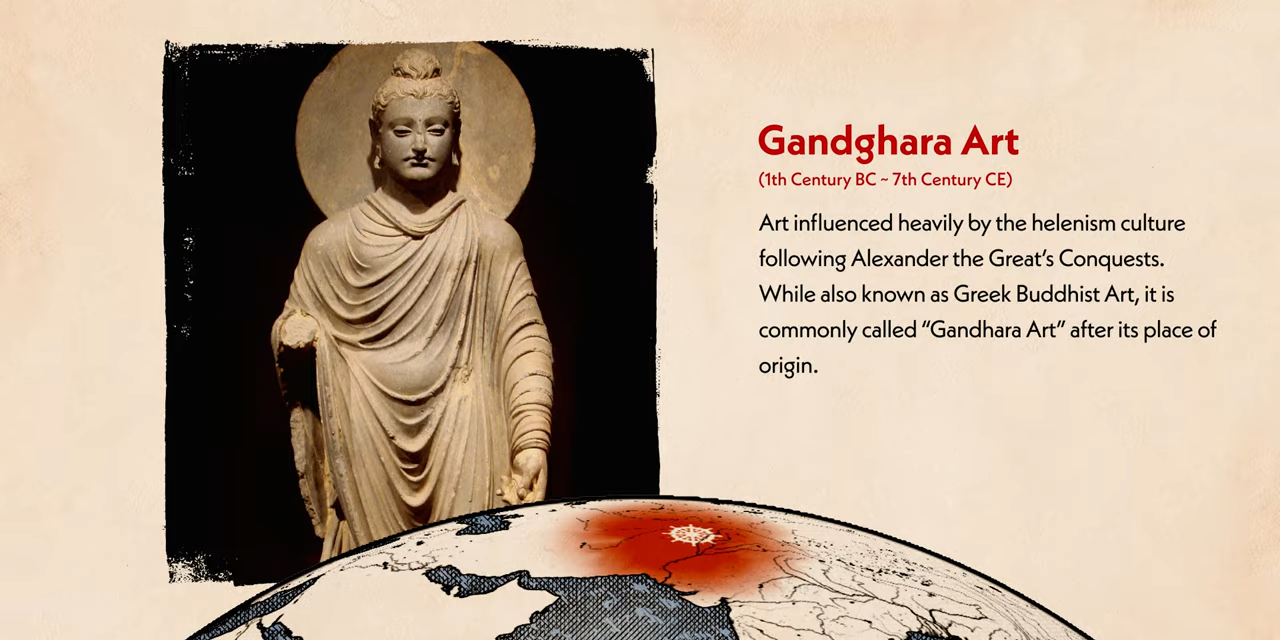 Gandghara Art
(1th Century BC ~ 7th Century CE)
Art influenced heavily by the helenism culture
following Alexander the Great's Conquests.
While also known as Greek Buddhist Art, it is
commonly called “Gandhara Art” after its place of
origin.